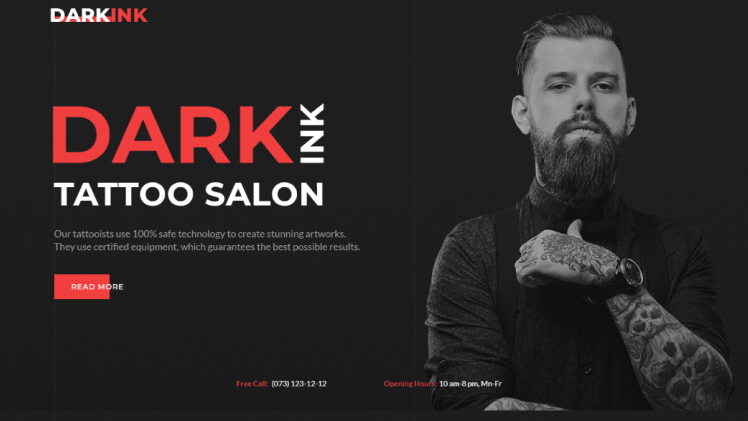 DARKINK
DARK INK
TATTOO SALON
Our tattooists use 100% safe technology to create stunning artworks.
They use certified equipment, which guarantees the best possible results.
READ MORE
Free Call: (073) 123-12-12
Opening Hours: 10 am-8 pm, Mn-Fr